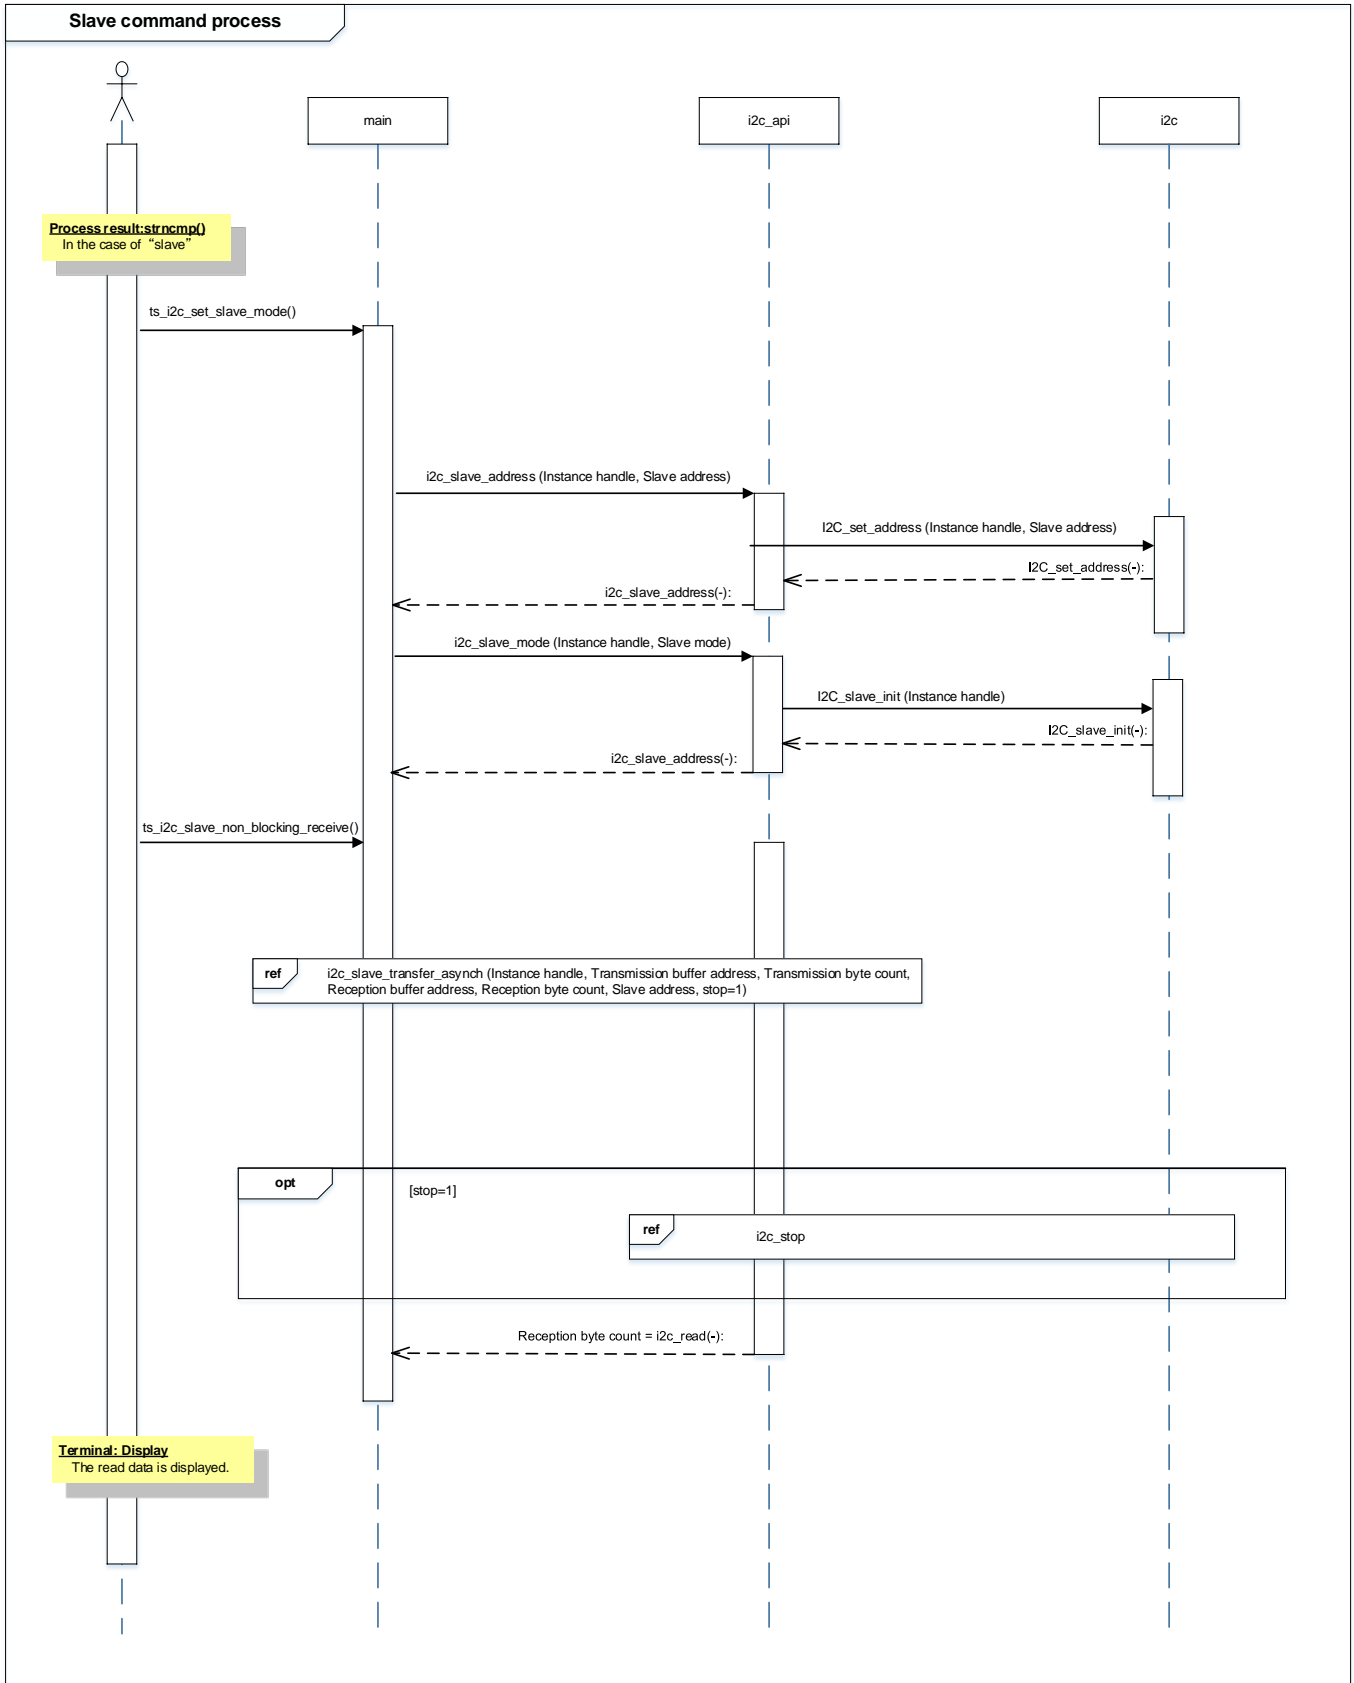 Slave command process
main
i2c_api
i2c
Process result:strncmp()
In the case of “slave”
ts_i2c_set_slave_mode()
i2c_slave_address (Instance handle, Slave address)
I2C_set_address (Instance handle, Slave address)
I2C_set_address(-):
i2c_slave_address(-):
i2c_slave_mode (Instance handle, Slave mode)
I2C_slave_init (Instance handle)
I2C_slave_init(-):
i2c_slave_address(-):
ts_i2c_slave_non_blocking_receive()
ref
i2c_slave_transfer_asynch (Instance handle, Transmission buffer address, Transmission byte count,
Reception buffer address, Reception byte count, Slave address, stop=1)
opt
[stop=1]
ref
i2c_stop
Reception byte count = i2c_read(-):
Terminal: Display
The read data is displayed.